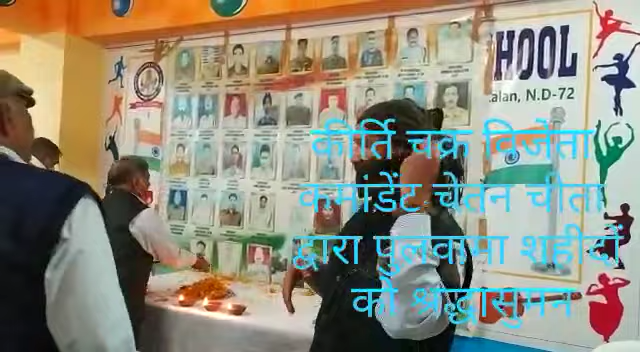 HOOL
alan, N.D-72
कीर्ति चक्र विजेता
कमांडेंट चेतन चीता
द्वारा पुलवामा शहीदों
को श्रद्धासुमन